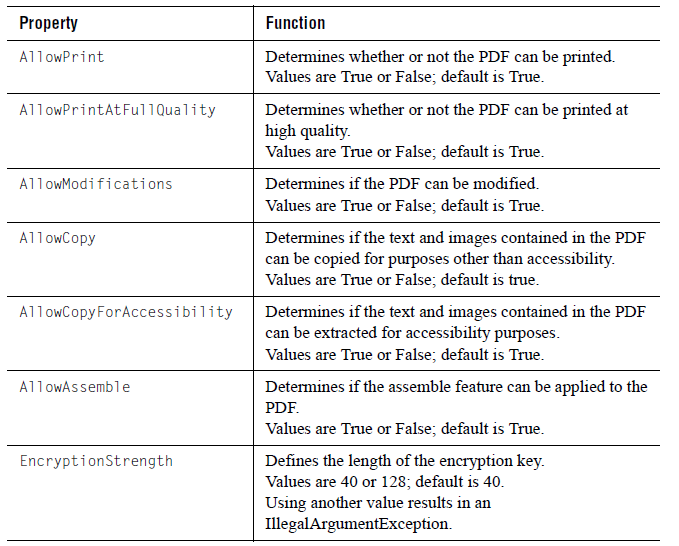 Property Function
AllowPrint Determines whether or not the PDF can be printed.
Values are True or False; default is True.
AllowPrintAtFullQuality Determines whether or not the PDF can be printed at
high quality.
Values are True or False; default is True.
AllowModifications Determines if the PDF can be modified.
Values are True or False; default is True.
AllowCopy Determines if the text and images contained in the PDF
can be copied for purposes other than accessibility.
Values are True or False; default is true.
AllowCopyForAccessibility Determines if the text and images contained in the PDF
can be extracted for accessibility purposes.
Values are True or False; default is True.
AllowAssemble Determines if the assemble feature can be applied to the
PDF.
Values are True or False; default is True.
EncryptionStrength Defines the length of the encryption key.
Values are 40 or 128; default is 40.
Using another value results in an
IllegalArgumentException.